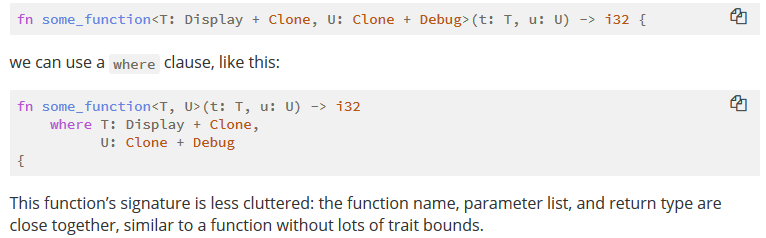 fn some_function<T: Display + Clone, U: Clone + Debug>(t: T, u: U) -> i32 {
we can use a where clause, like this:
fn some_function<T, U>(t: T, u: U) -> i32
    where T: Display + Clone,
          U: Clone + Debug
{
This function’s signature is less cluttered: the function name, parameter list, and return type are
close together, similar to a function without lots of trait bounds.